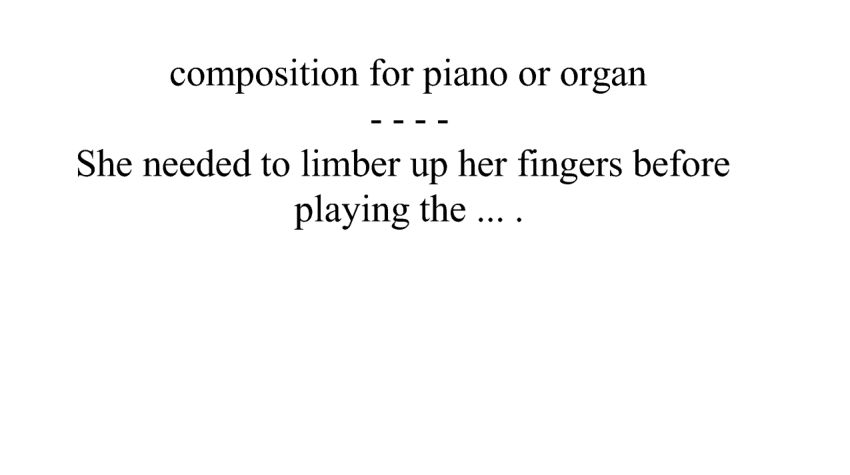 composition for piano or organ
- - - -
She needed to limber up her fingers before
playing the ... .